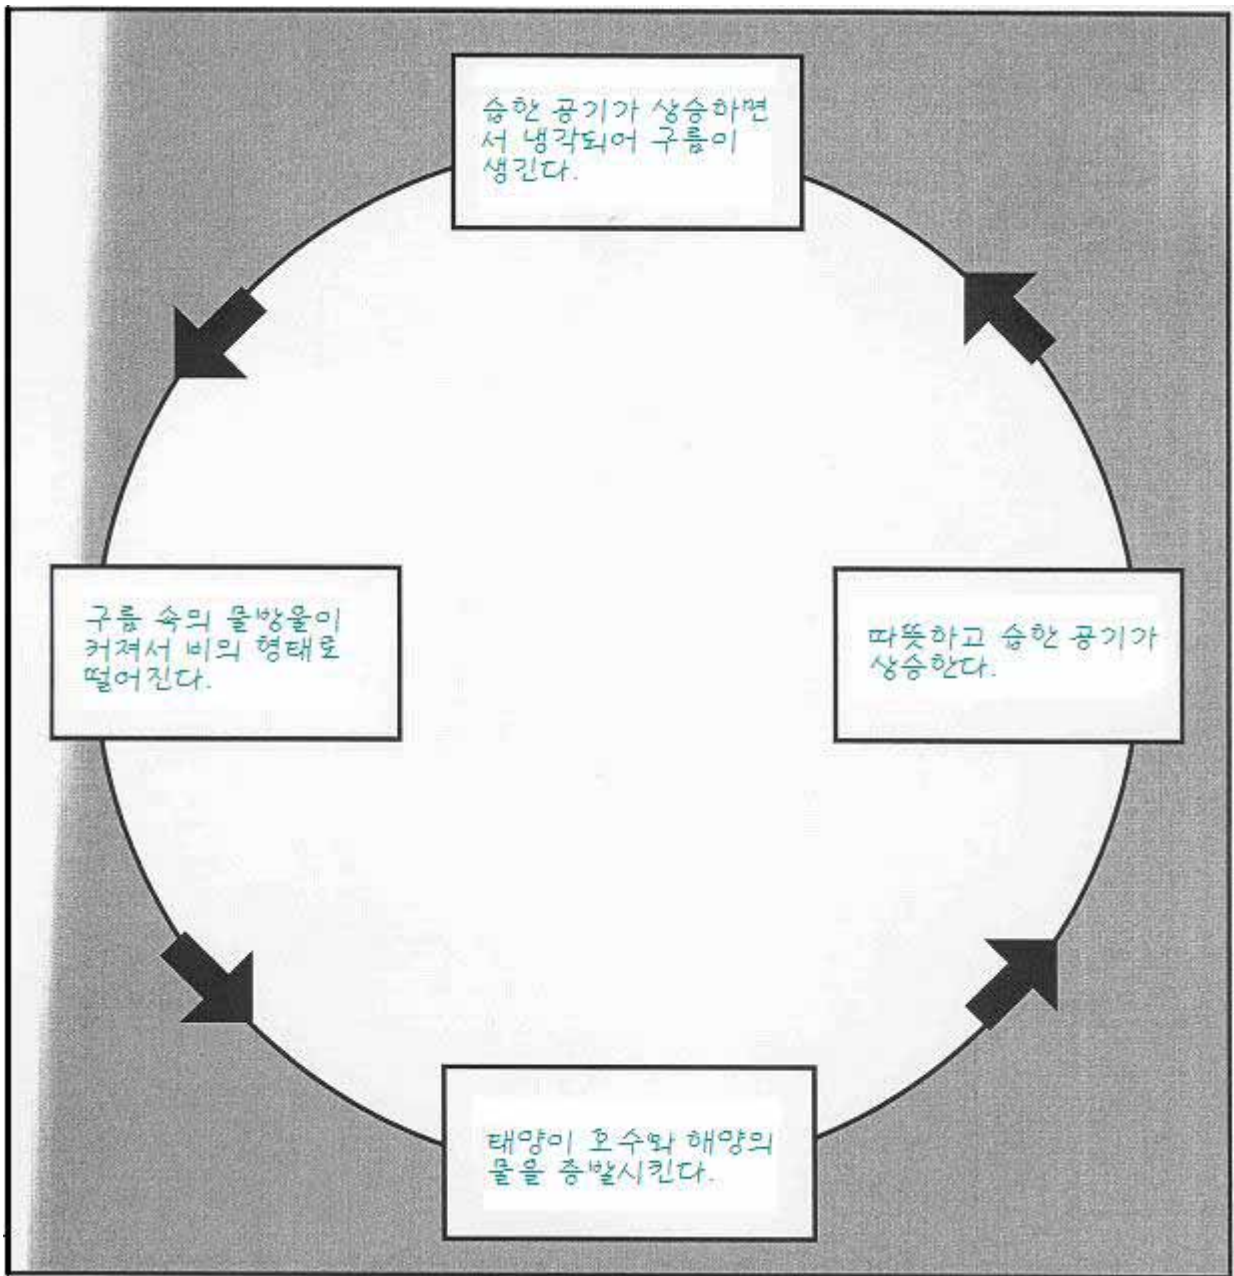 습한 공기가 상승하면
서 냉각되어 구름이
생긴다.
구름 속의 물방울이
커져서 비의 형태로
떨어진다.
따뜻하고 습한 공기가
상승한다.
태양이 호수와 해양의
물을 증발시킨다.